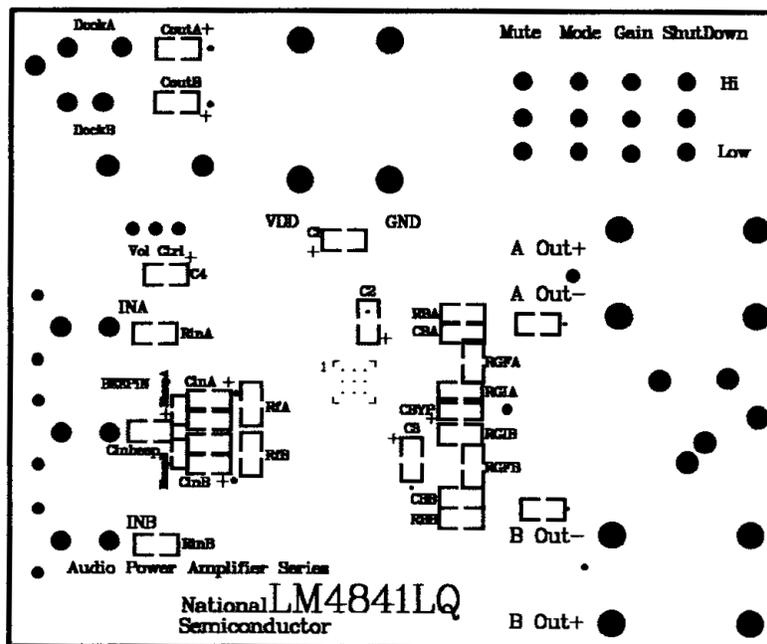 DockA
CoutA+
Mute Mode Gain ShutDown
Hi
CoutB
+
DockB
Low
VDD GND
+
Vol Ctrl
+
C4
A Out+
A Out-
C2
+
INA
RinA
RBA
CBA
1
RGFA
BEEPIN
CinA +
RfA
RGIA
CBYP
+
RGIB
+
Cinbeep
RfB
RGFB
CinB +
CBB
RBB
INB
RinB
B Out-
Audio Power Amplifier Series
National LM4841LQ
Semiconductor
B Out+